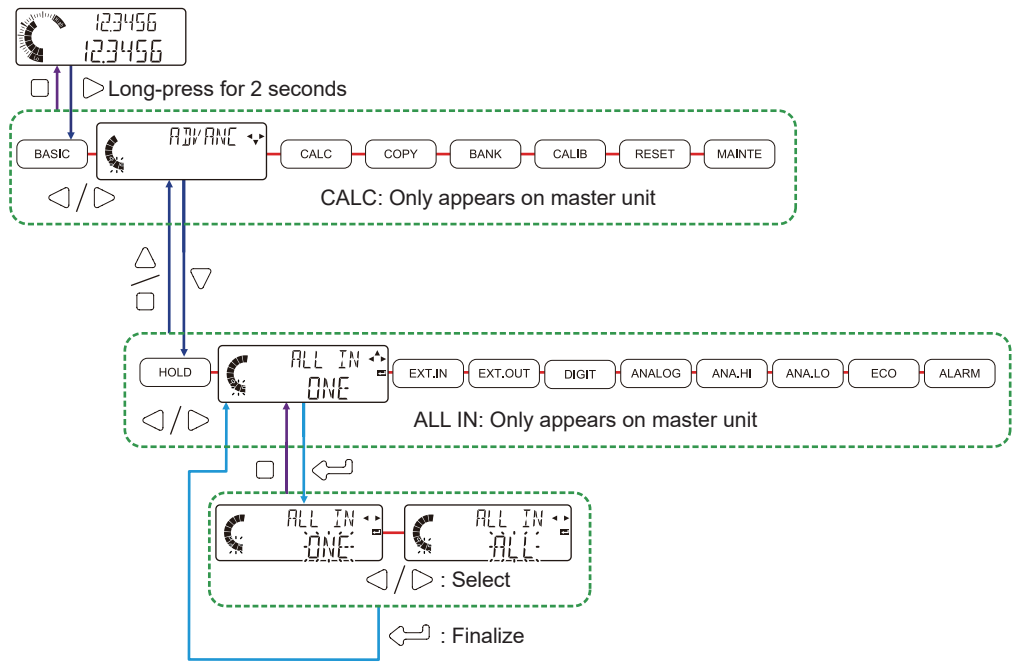 12.3456
12.3456
Long-press for 2 seconds
BASIC ADVANC CALC COPY BANK CALIB RESET MAINTE
CALC: Only appears on master unit
HOLD ALL IN EXT.IN EXT.OUT DIGIT ANALOG ANA.HI ANA.LO ECO ALARM
ONE
ALL IN: Only appears on master unit
ALL IN ALL IN
ONE ALL
/ : Select
: Finalize